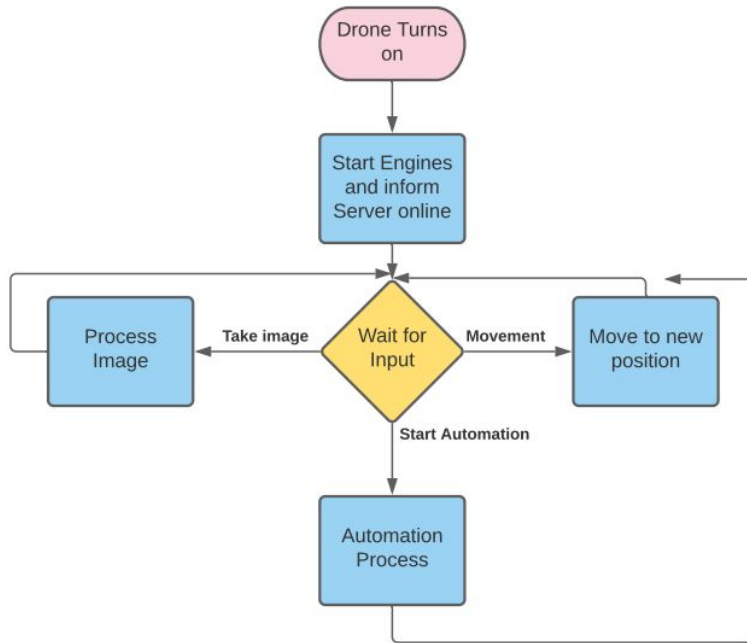 Drone Turns
on
Start Engines
and inform
Server online
Process
Image
Take image
Wait for
Input
Movement
Move to new
position
Start Automation
Automation
Process